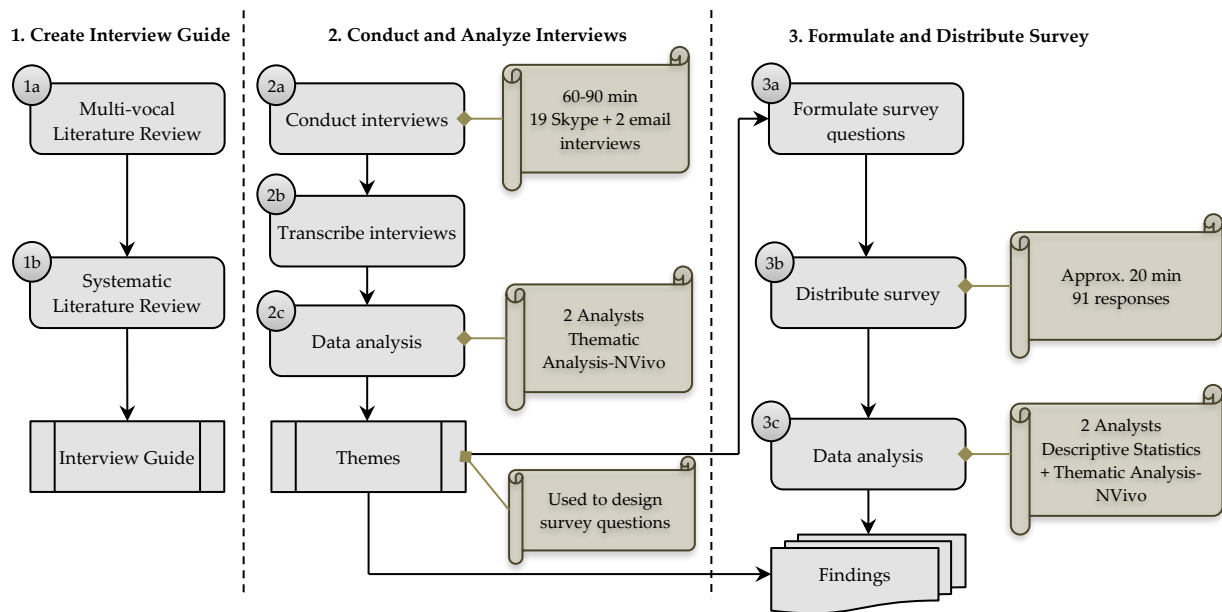 1. Create Interview Guide
1a
Multi-vocal
Literature Review
1b
Systematic
Literature Review
Interview Guide
2. Conduct and Analyze Interviews
2a
Conduct interviews
60-90 min
19 Skype + 2 email
interviews
2b
Transcribe interviews
2c
Data analysis
2 Analysts
Thematic
Analysis-NVivo
Themes
Used to design
survey questions
3. Formulate and Distribute Survey
3a
Formulate survey
questions
3b
Distribute survey
Approx. 20 min
91 responses
3c
Data analysis
2 Analysts
Descriptive Statistics
+ Thematic Analysis-
NVivo
Findings